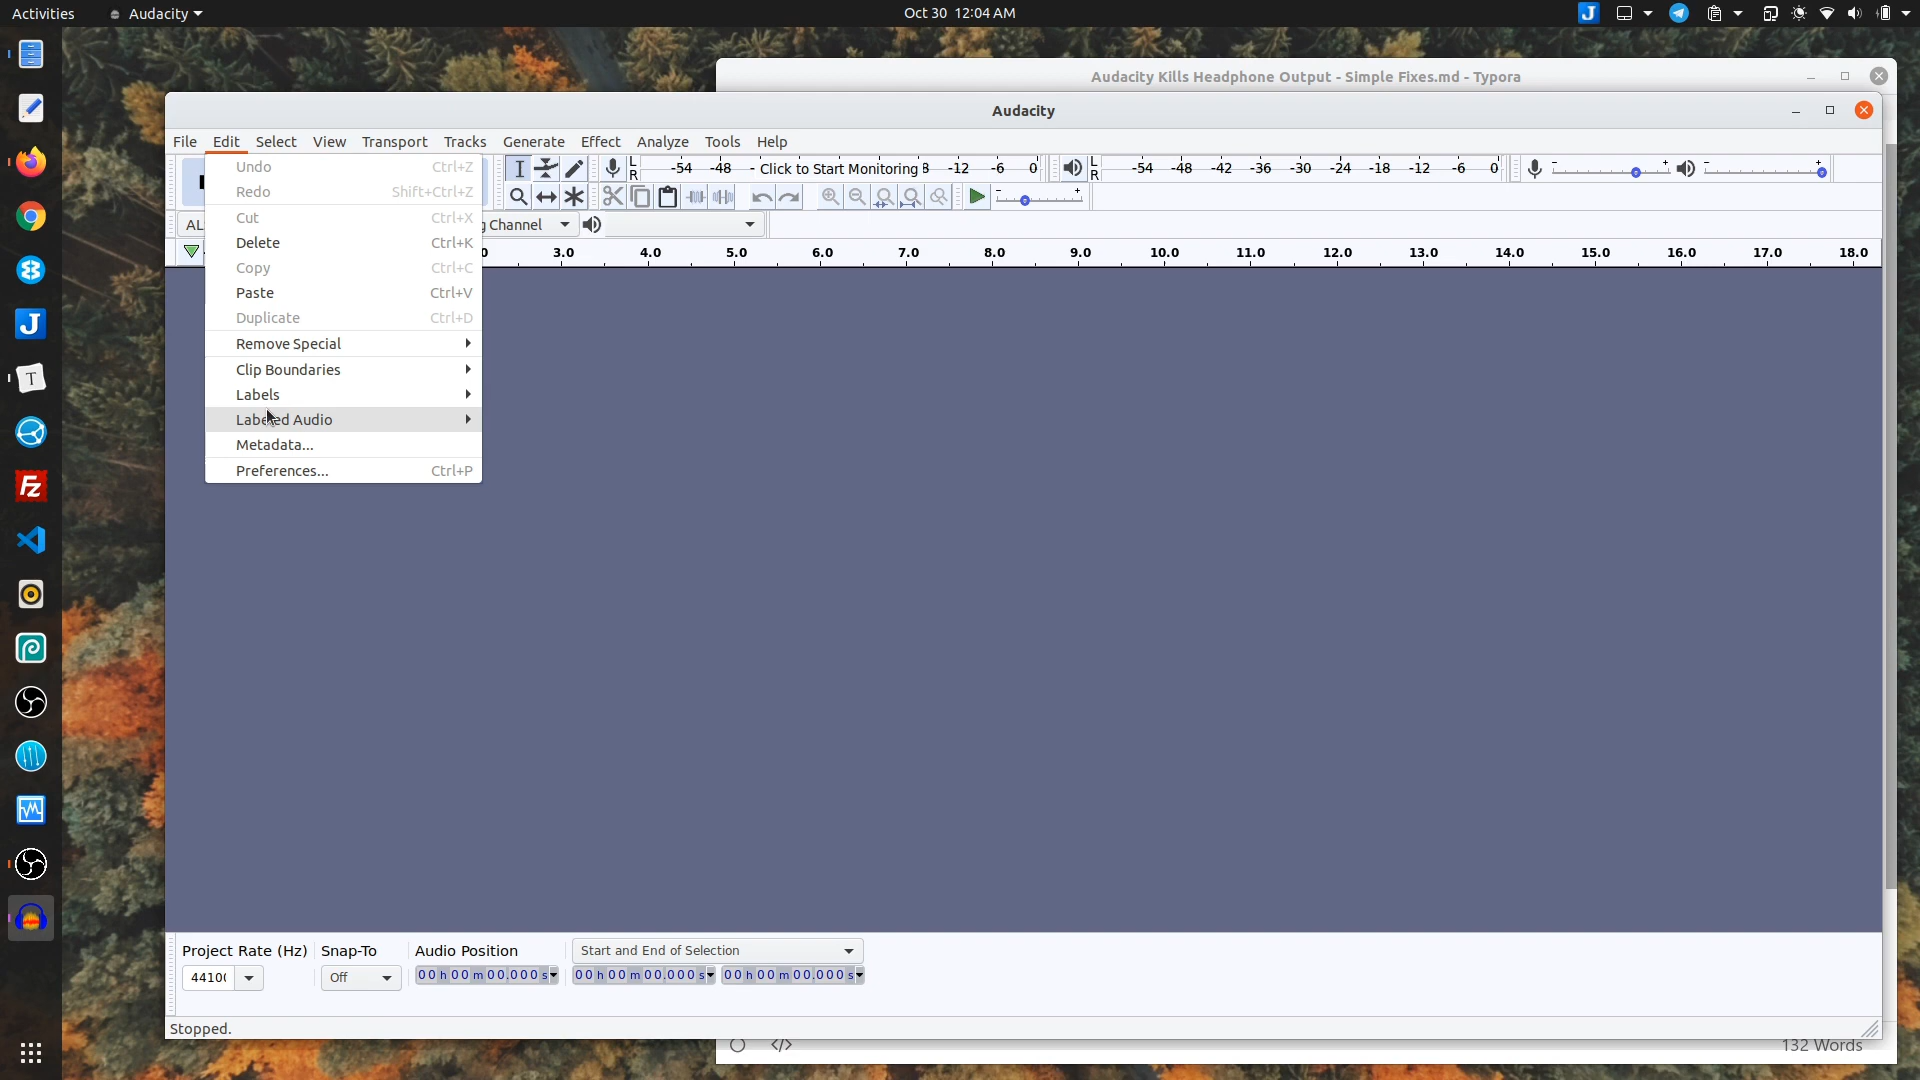 Activities Audacity Oct 30 12:04 AM
Audacity Kills Headphone Output - Simple Fixes.md - Typora
Audacity
File Edit Select View Transport Tracks Generate Effect Analyze Tools Help
Undo Ctrl+Z
Redo Shift+Ctrl+Z
Cut Ctrl+X
Delete Ctrl+K
Copy Ctrl+C
Paste Ctrl+V
Duplicate Ctrl+D
Remove Special
Clip Boundaries
Labels
Labeled Audio
Metadata...
Preferences... Ctrl+P
L
R
-54 -48 - Click to Start Monitoring 8 -12 -6 0
L
R
-54 -48 -42 -36 -30 -24 -18 -12 -6 0
- +
- +
- +
AL
g Channel
0 3.0 4.0 5.0 6.0 7.0 8.0 9.0 10.0 11.0 12.0 13.0 14.0 15.0 16.0 17.0 18.0
Project Rate (Hz) Snap-To Audio Position Start and End of Selection
4410 Off 00 h 00 m 00.000 s 00 h 00 m 00.000 s 00 h 00 m 00.000 s
Stopped.
</> 132 Words
J
T
FZ
J